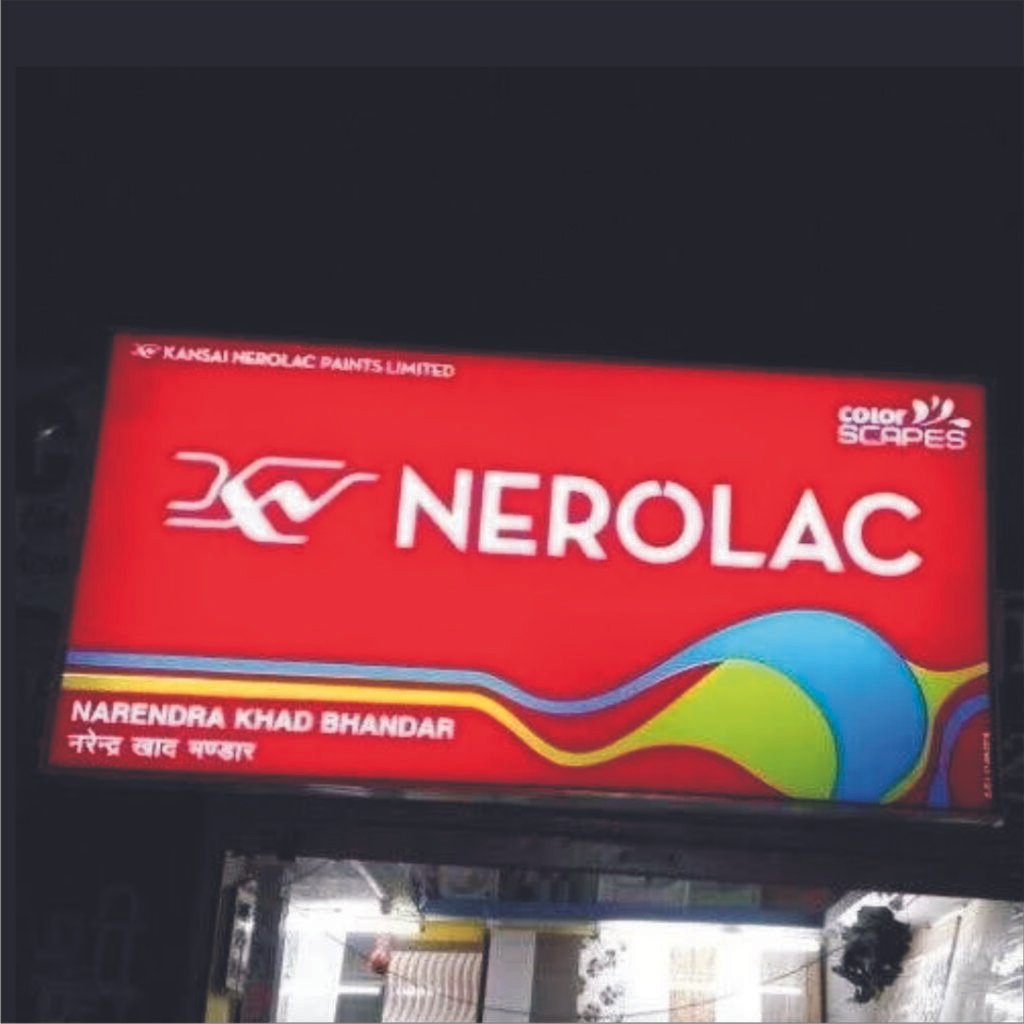 KANSAI NEROLAC PAINTS LIMITED
COLOR
SCAPES
NEROLAC
NARENDRA KHAD BHANDAR
नरेन्द्र खाद भण्डार